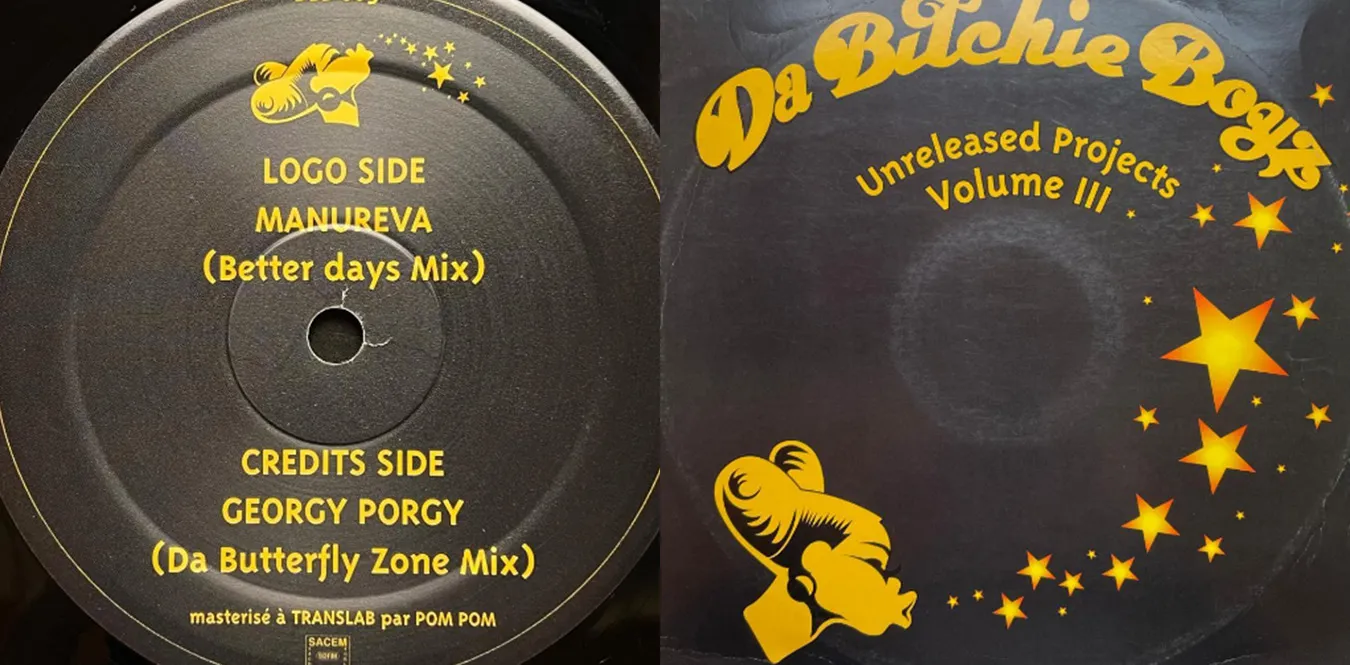 LOGO SIDE
MANUREVA
(Better days Mix)
CREDITS SIDE
GEORGY PORGY
(Da Butterfly Zone Mix)
masterisé à TRANSLAB par POM POM
SACEM
Da Bitchie Boyz
Unreleased Projects
Volume III